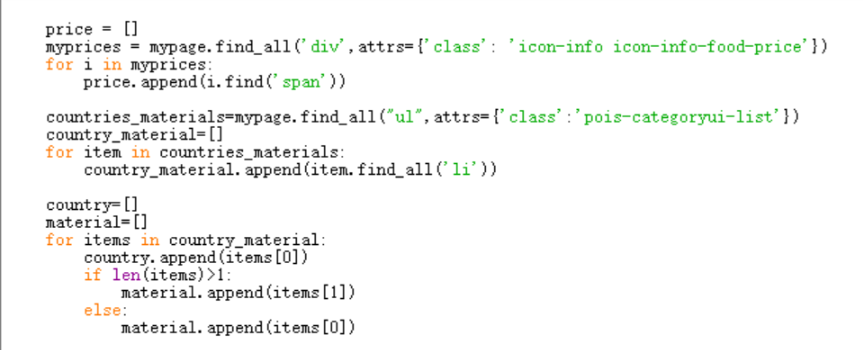 price = []
myprices = mypage.find_all('div',attrs={'class': 'icon-info icon-info-food-price'})
for i in myprices:
    price.append(i.find('span'))

countries_materials=mypage.find_all("ul",attrs={'class':'pois-categoryui-list'})
country_material=[]
for item in countries_materials:
    country_material.append(item.find_all('li'))

country=[]
material=[]
for items in country_material:
    country.append(items[0])
    if len(items)>1:
        material.append(items[1])
    else:
        material.append(items[0])